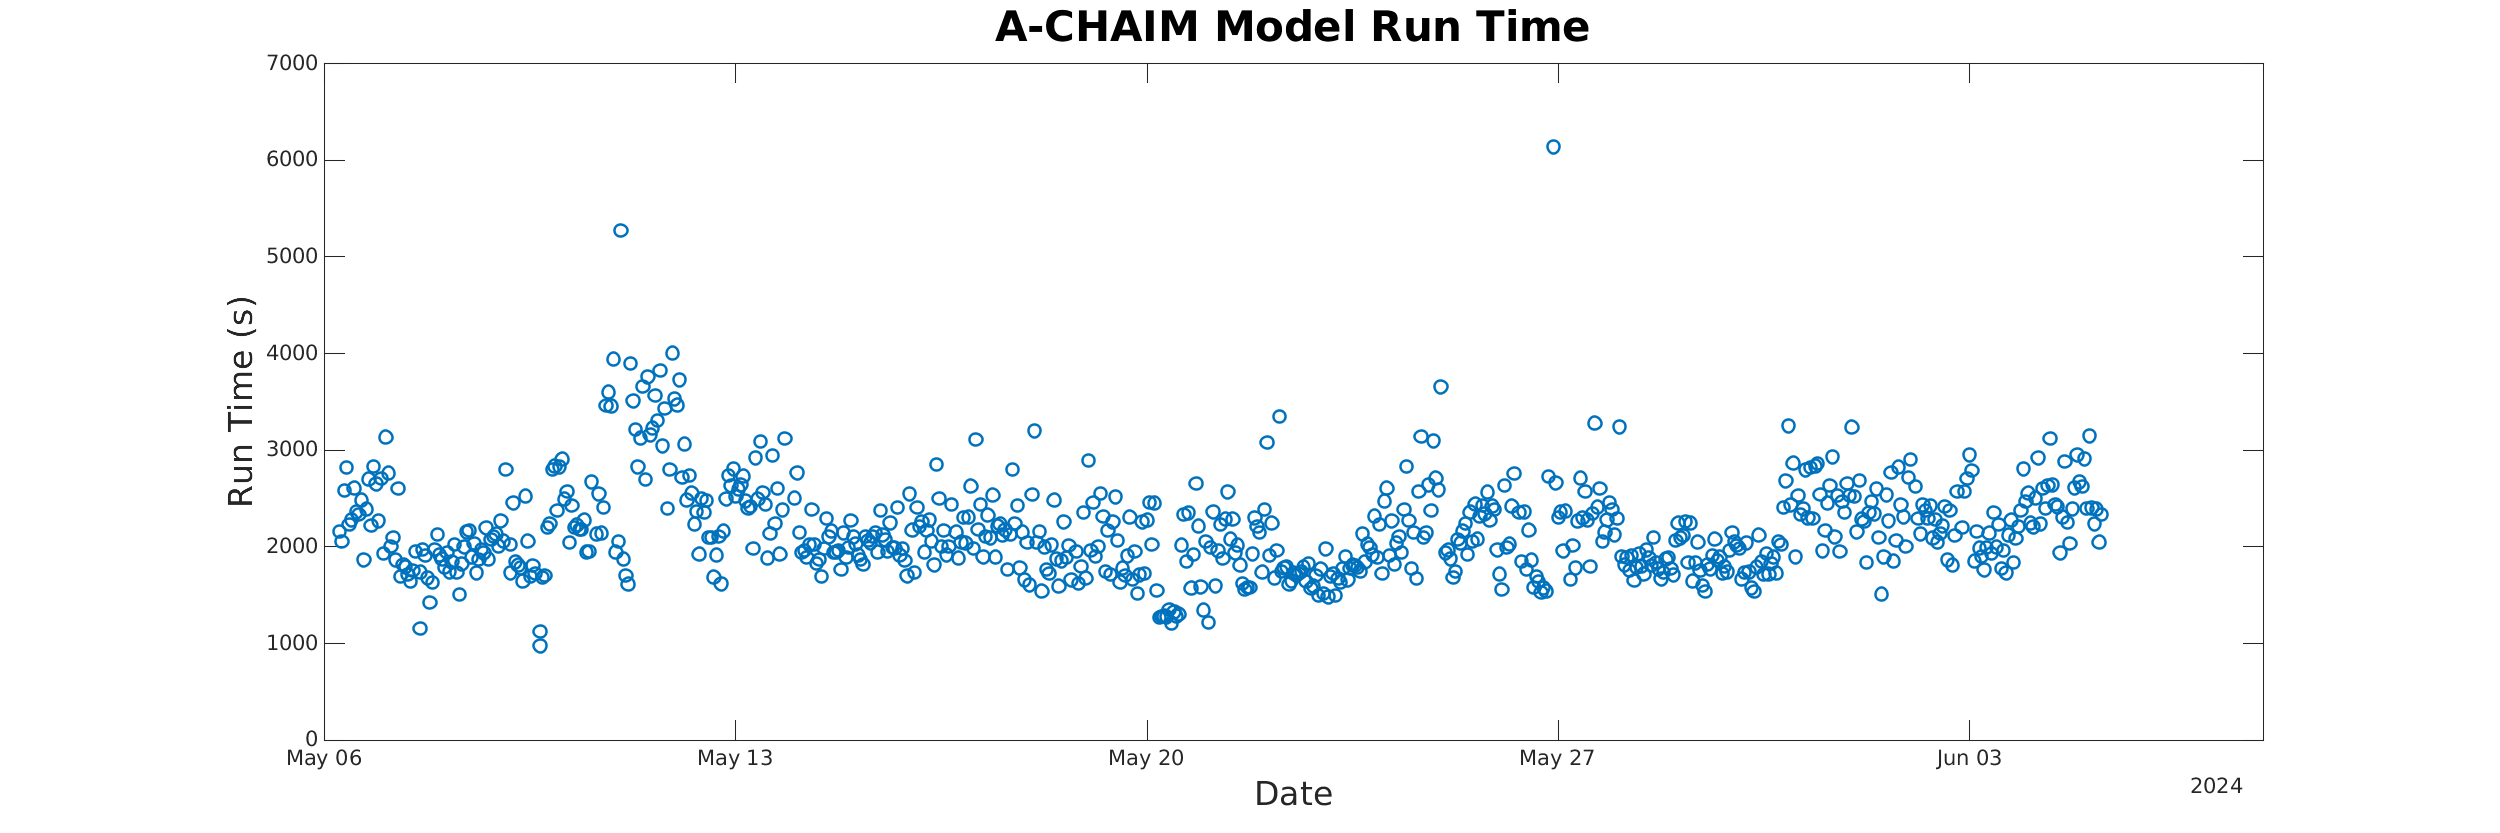 A-CHAIM Model Run Time
7000
6000
5000
4000
3000
2000
1000
0
Run Time (s)
May 06
May 13
May 20
May 27
Jun 03
2024
Date